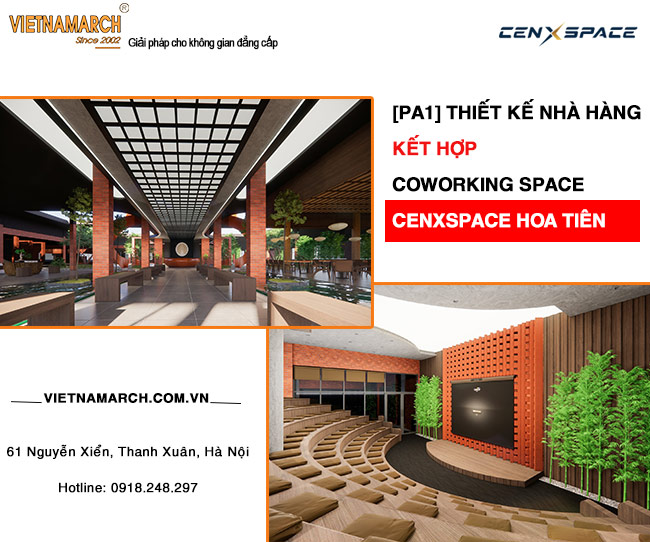 VIETNAMARCH®
Since 2002
Giải pháp cho không gian đẳng cấp
CENXSPACE
[PA1] THIẾT KẾ NHÀ HÀNG
KẾT HỢP
COWORKING SPACE
CENXSPACE HOA TIÊN
VIETNAMARCH.COM.VN
61 Nguyễn Xiển, Thanh Xuân, Hà Nội
Hotline: 0918.248.297